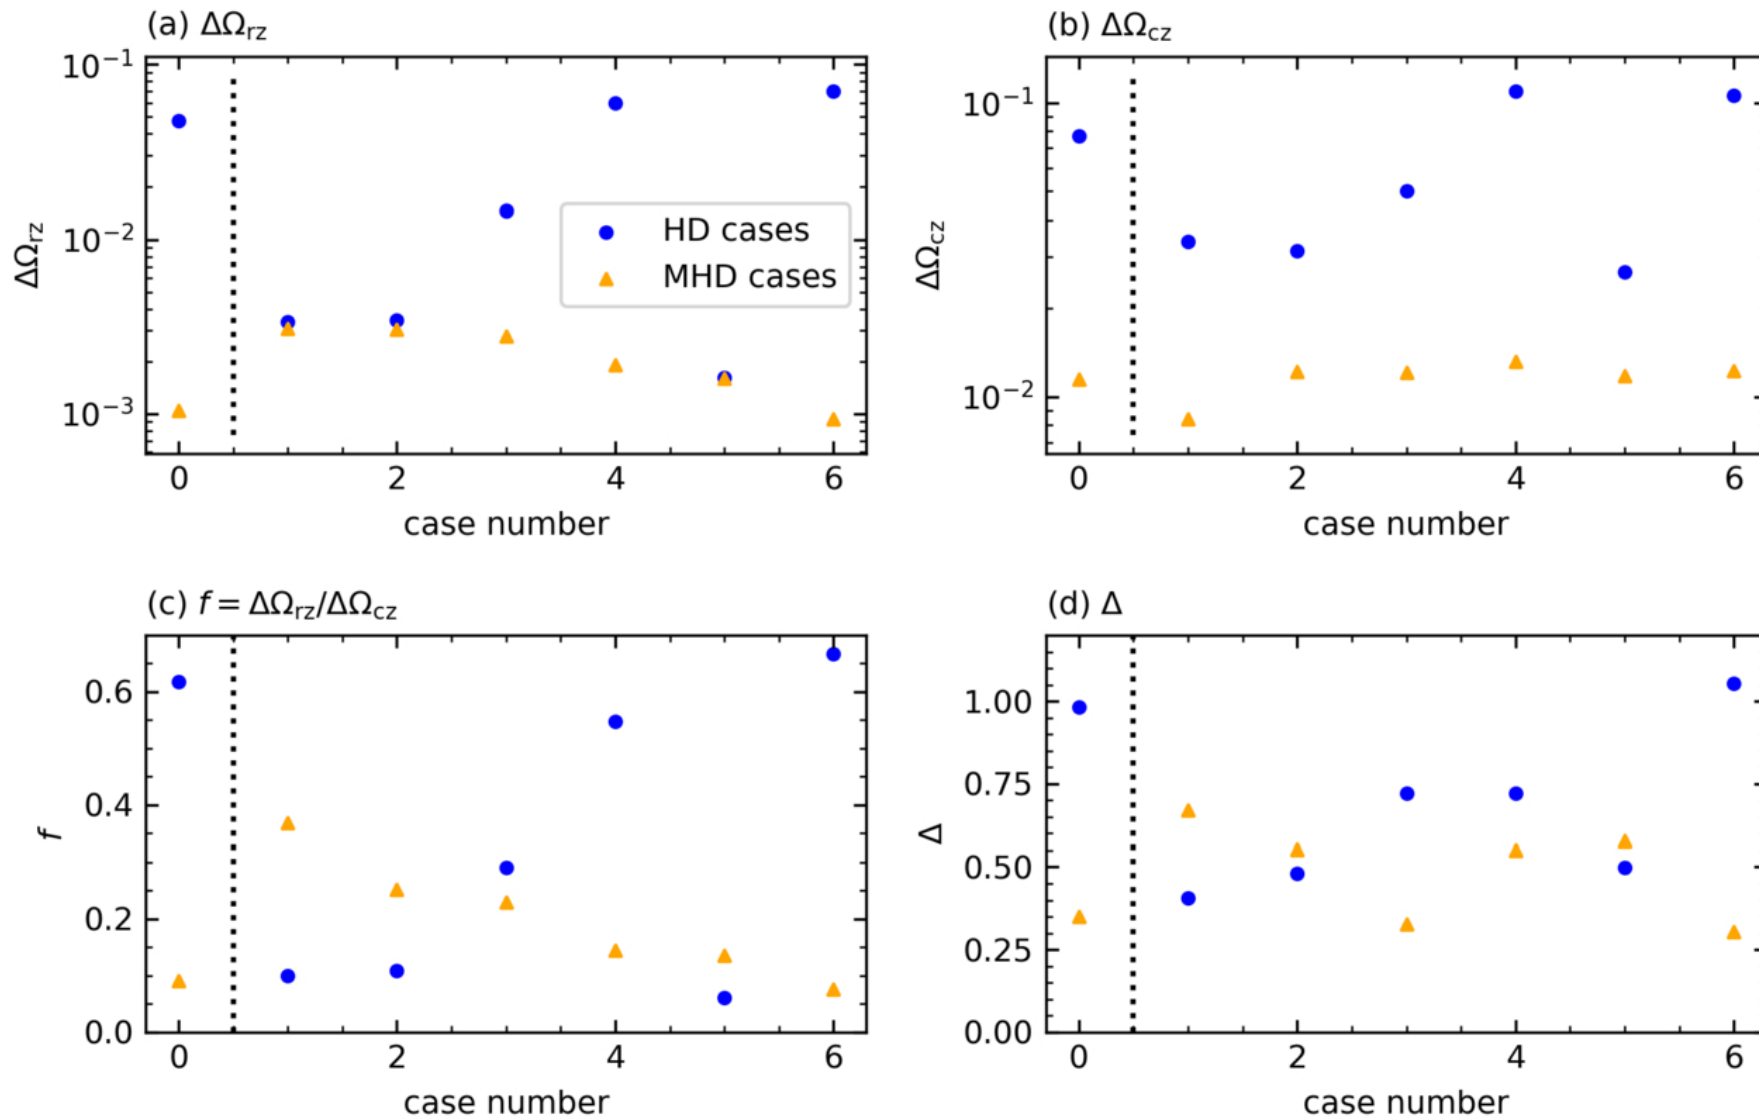 (a) ΔΩrz
10⁻¹
10⁻²
10⁻³
ΔΩrz
HD cases
MHD cases
0 2 4 6
case number
(b) ΔΩcz
10⁻¹
10⁻²
ΔΩcz
0 2 4 6
case number
(c) f = ΔΩrz/ΔΩcz
0.6
0.4
0.2
0.0
f
0 2 4 6
case number
(d) Δ
1.00
0.75
0.50
0.25
0.00
Δ
0 2 4 6
case number